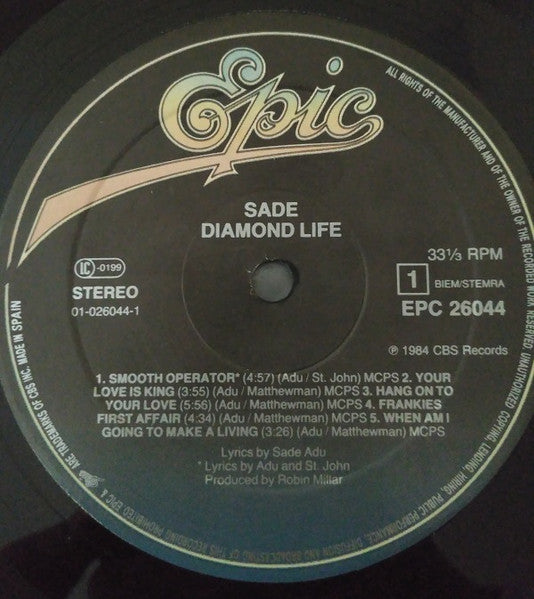 Epic
SADE
DIAMOND LIFE
33⅓ RPM
IC -0199
STEREO
01-026044-1
1 BIEM/STEMRA
EPC 26044
℗ 1984 CBS Records
1. SMOOTH OPERATOR* (4:57) (Adu / St. John) MCPS 2. YOUR
LOVE IS KING (3:55) (Adu / Matthewman) MCPS 3. HANG ON TO
YOUR LOVE (5:56) (Adu / Matthewman) MCPS 4. FRANKIES
FIRST AFFAIR (4:34) (Adu / Matthewman) MCPS 5. WHEN AM I
GOING TO MAKE A LIVING (3:26) (Adu / Matthewman) MCPS
Lyrics by Sade Adu
* Lyrics by Adu and St. John
Produced by Robin Millar
ALL RIGHTS OF THE MANUFACTURER AND OF THE OWNER OF THE RECORDED WORK RESERVED UNAUTHORIZED COPYING, LENDING, HIRING, PUBLIC PERFORMANCE, DIFFUSION AND BROADCASTING OF THIS RECORD PROHIBITED EPIC & ARE TRADEMARKS OF CBS INC. MADE IN SPAIN